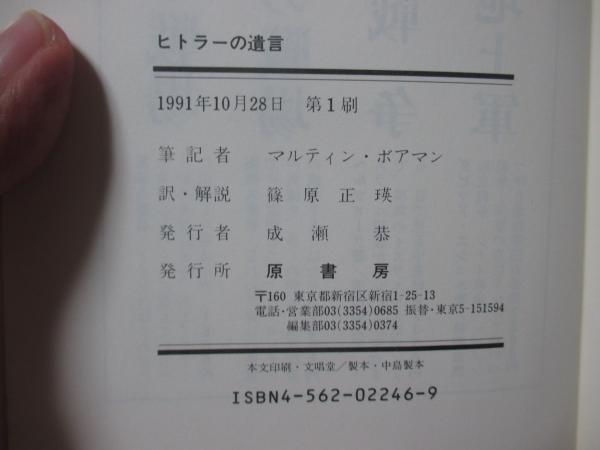 ヒトラーの遺言
1991年10月28日 第1刷
筆記者 マルティン・ボアマン
訳・解説 篠原正瑛
発行者 成瀬恭
発行所 原書房
〒160 東京都新宿区新宿1-25-13
電話・営業部03(3354)0685 振替・東京5-151594
編集部03(3354)0374
本文印刷・文唱堂/製本・中島製本
ISBN4-562-02246-9